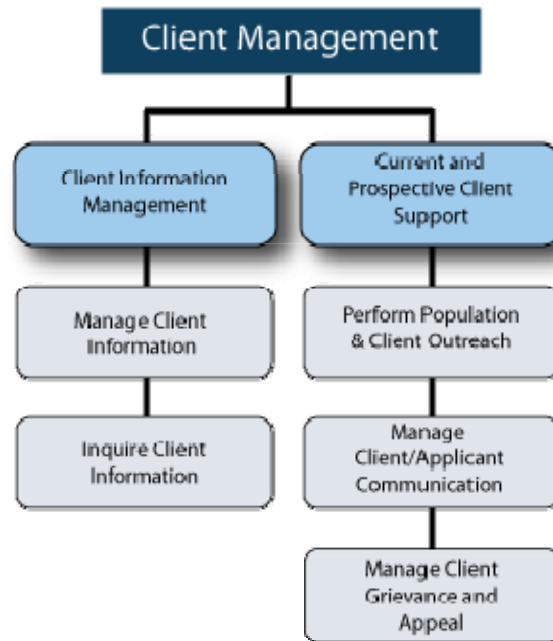 Client Management
Client Information
Management
Current and
Prospective Client
Support
Manage Client
Information
Perform Population
& Client Outreach
Inquire Client
Information
Manage
Client/Applicant
Communication
Manage Client
Grievance and
Appeal